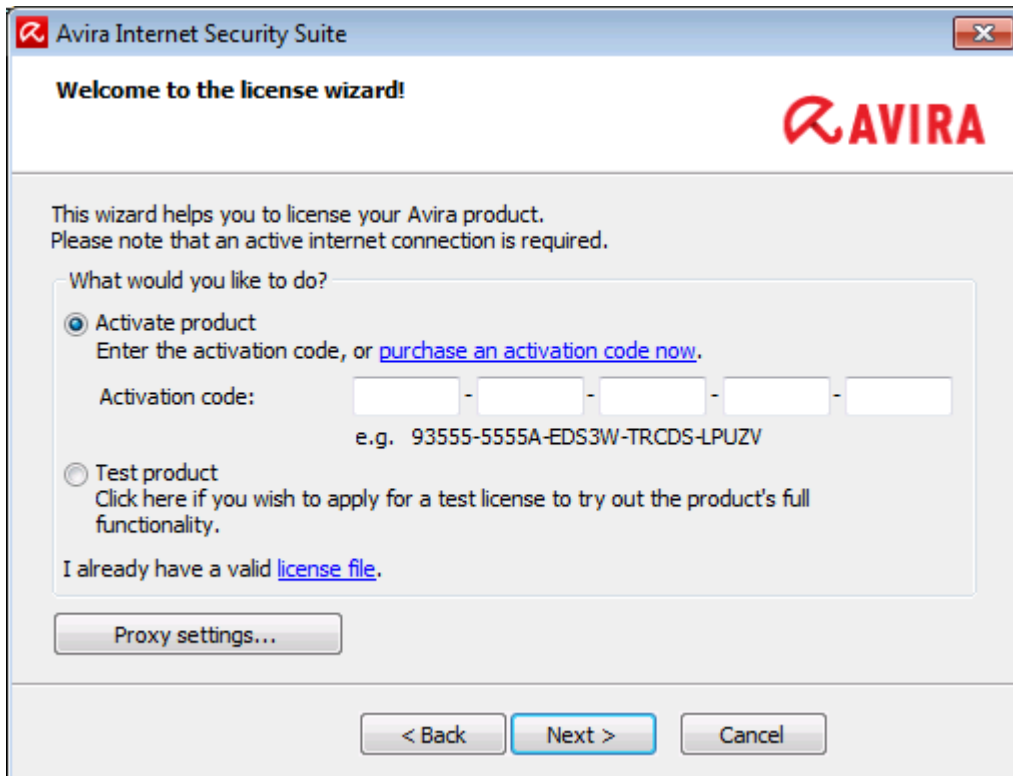 Avira Internet Security Suite
Welcome to the license wizard!
AVIRA
This wizard helps you to license your Avira product.
Please note that an active internet connection is required.
What would you like to do?
Activate product
Enter the activation code, or purchase an activation code now.
Activation code: - - - -
e.g. 93555-5555A-EDS3W-TRCDS-LPUZV
Test product
Click here if you wish to apply for a test license to try out the product's full
functionality.
I already have a valid license file.
Proxy settings...
< Back Next > Cancel